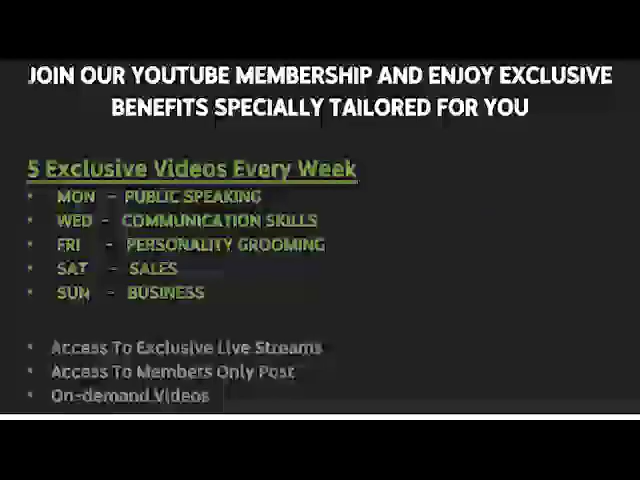 JOIN OUR YOUTUBE MEMBERSHIP AND ENJOY EXCLUSIVE
BENEFITS SPECIALLY TAILORED FOR YOU
5 Exclusive Videos Every Week
• MON - PUBLIC SPEAKING
• WED - COMMUNICATION SKILLS
• FRI - PERSONALITY GROOMING
• SAT - SALES
• SUN - BUSINESS
• Access To Exclusive Live Streams
• Access To Members Only Post
• On-demand Videos